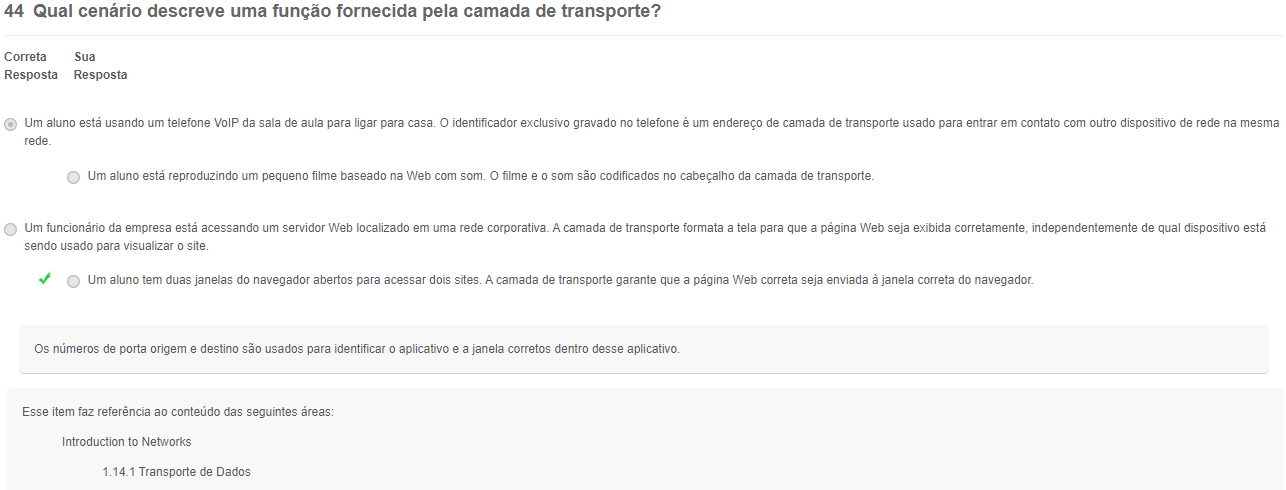 44 Qual cenário descreve uma função fornecida pela camada de transporte?
Correta Sua
Resposta Resposta
Um aluno está usando um telefone VoIP da sala de aula para ligar para casa. O identificador exclusivo gravado no telefone é um endereço de camada de transporte usado para entrar em contato com outro dispositivo de rede na mesma
rede.
Um aluno está reproduzindo um pequeno filme baseado na Web com som. O filme e o som são codificados no cabeçalho da camada de transporte.
Um funcionário da empresa está acessando um servidor Web localizado em uma rede corporativa. A camada de transporte formata a tela para que a página Web seja exibida corretamente, independentemente de qual dispositivo está
sendo usado para visualizar o site.
Um aluno tem duas janelas do navegador abertos para acessar dois sites. A camada de transporte garante que a página Web correta seja enviada à janela correta do navegador.
Os números de porta origem e destino são usados para identificar o aplicativo e a janela corretos dentro desse aplicativo.
Esse item faz referência ao conteúdo das seguintes áreas:
Introduction to Networks
1.14.1 Transporte de Dados